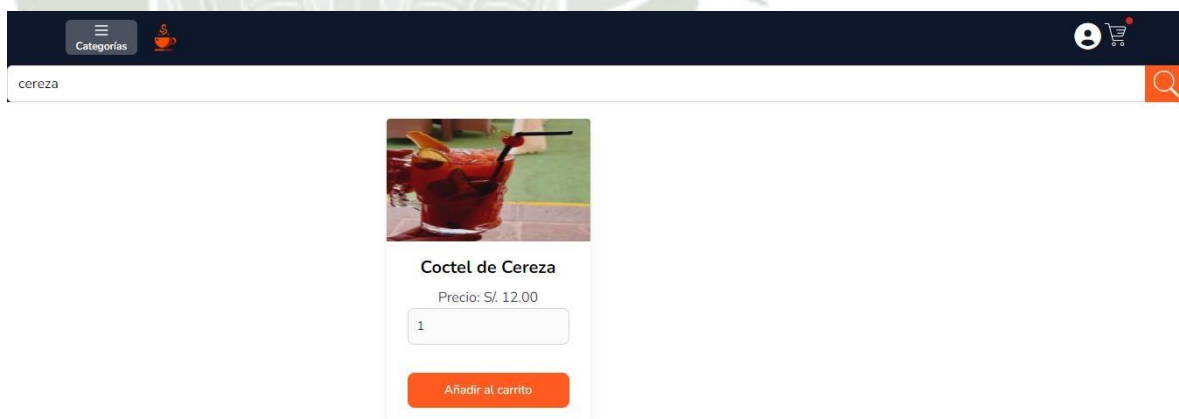 Categorías
cereza
Coctel de Cereza
Precio: S/. 12.00
1
Añadir al carrito